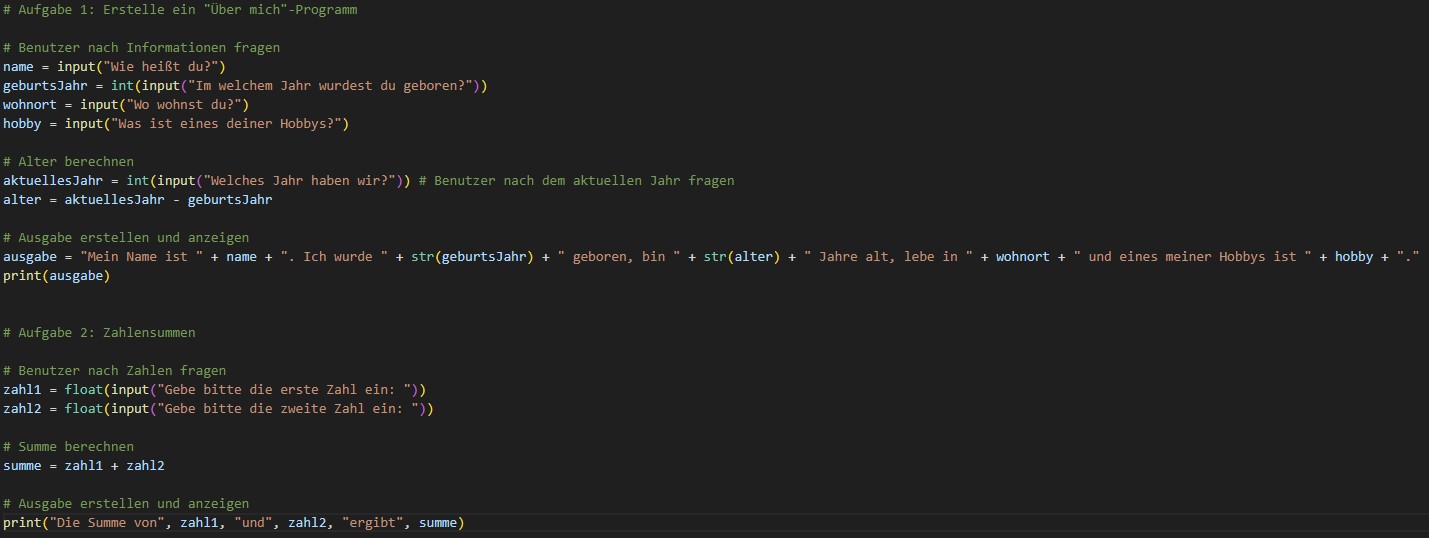 # Aufgabe 1: Erstelle ein "Über mich"-Programm
# Benutzer nach Informationen fragen
name = input("Wie heißt du?")
geburtsJahr = int(input("Im welchem Jahr wurdest du geboren?"))
wohnort = input("Wo wohnst du?")
hobby = input("Was ist eines deiner Hobbys?")
# Alter berechnen
aktuellesJahr = int(input("Welches Jahr haben wir?")) # Benutzer nach dem aktuellen Jahr fragen
alter = aktuellesJahr - geburtsJahr
# Ausgabe erstellen und anzeigen
ausgabe = "Mein Name ist " + name + ". Ich wurde " + str(geburtsJahr) + " geboren, bin " + str(alter) + " Jahre alt, lebe in " + wohnort + " und eines meiner Hobbys ist " + hobby + "."
print(ausgabe)
# Aufgabe 2: Zahlensummen
# Benutzer nach Zahlen fragen
zahl1 = float(input("Gebe bitte die erste Zahl ein: "))
zahl2 = float(input("Gebe bitte die zweite Zahl ein: "))
# Summe berechnen
summe = zahl1 + zahl2
# Ausgabe erstellen und anzeigen
print("Die Summe von", zahl1, "und", zahl2, "ergibt", summe)